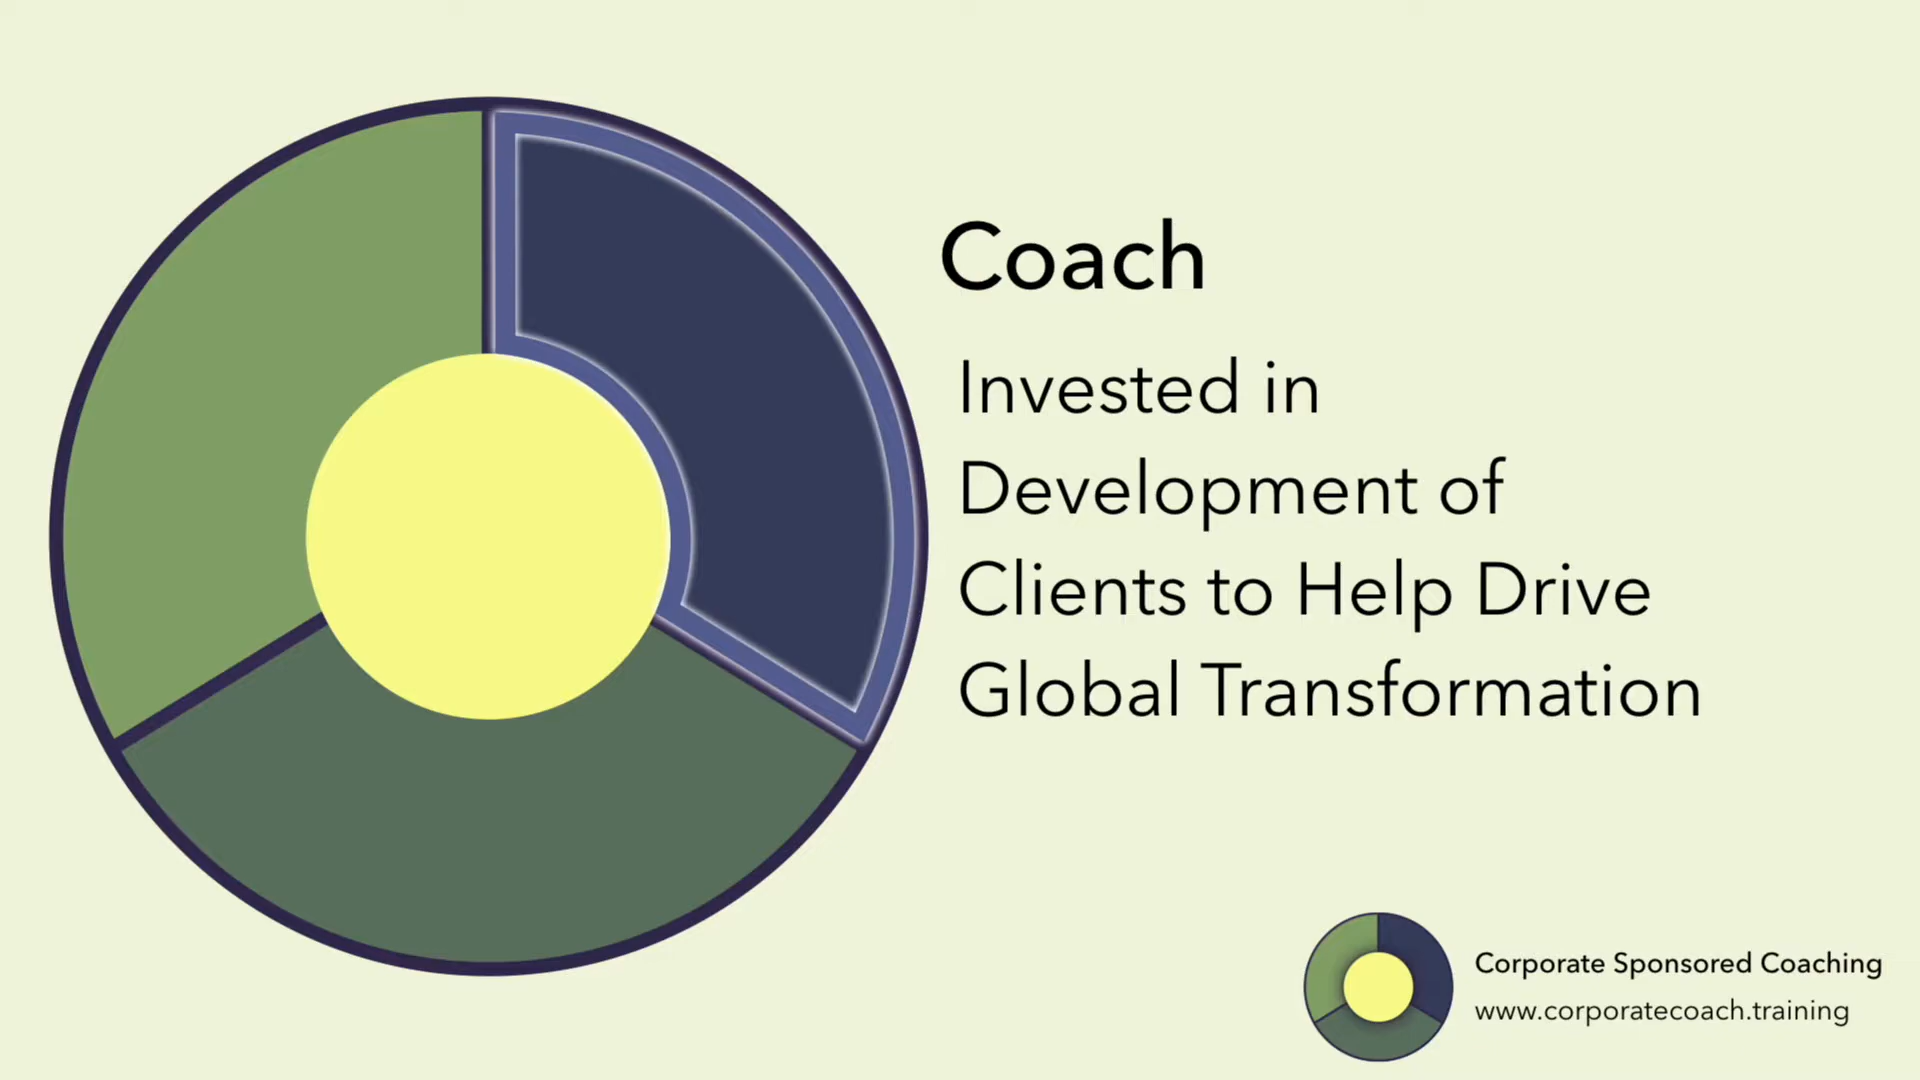 Coach
Invested in
Development of
Clients to Help Drive
Global Transformation
Corporate Sponsored Coaching
www.corporatecoach.training